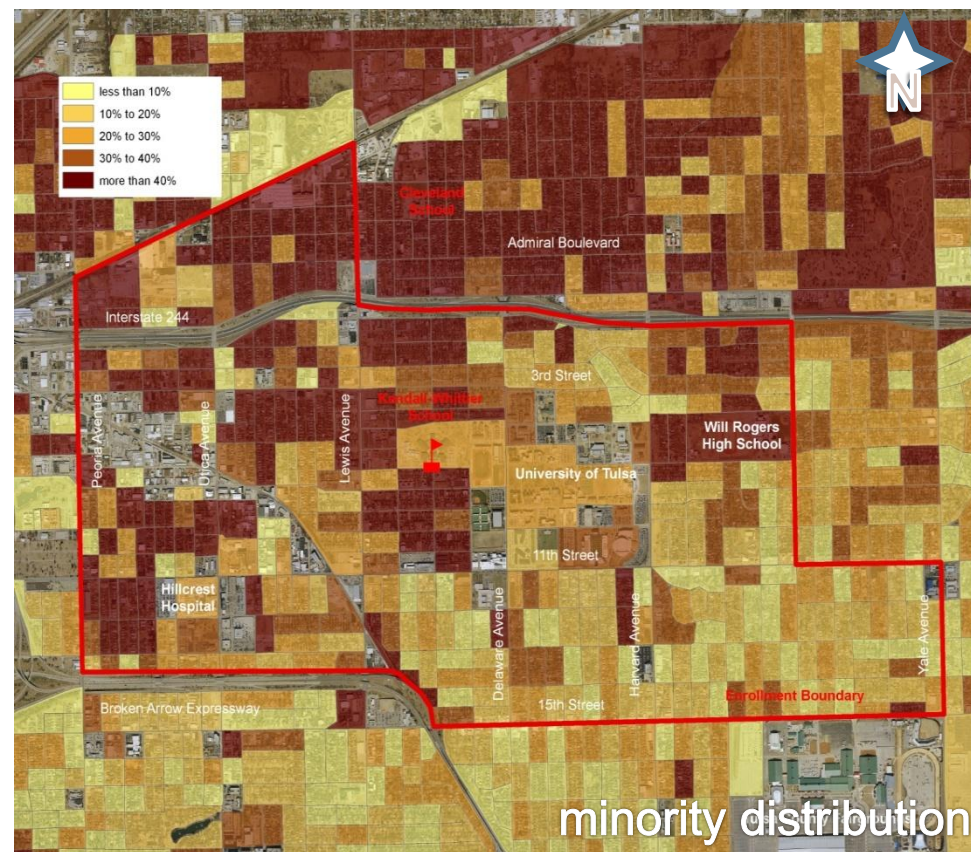 N
less than 10%
10% to 20%
20% to 30%
30% to 40%
more than 40%
Cleveland
School
Admiral Boulevard
Interstate 244
3rd Street
Kendall-Whittier
School
Peoria Avenue
Utica Avenue
Lewis Avenue
Will Rogers
High School
University of Tulsa
11th Street
Hillcrest
Hospital
Delaware Avenue
Harvard Avenue
Yale Avenue
Enrollment Boundary
15th Street
Broken Arrow Expressway
Tulsa County Fairgrounds
minority distribution